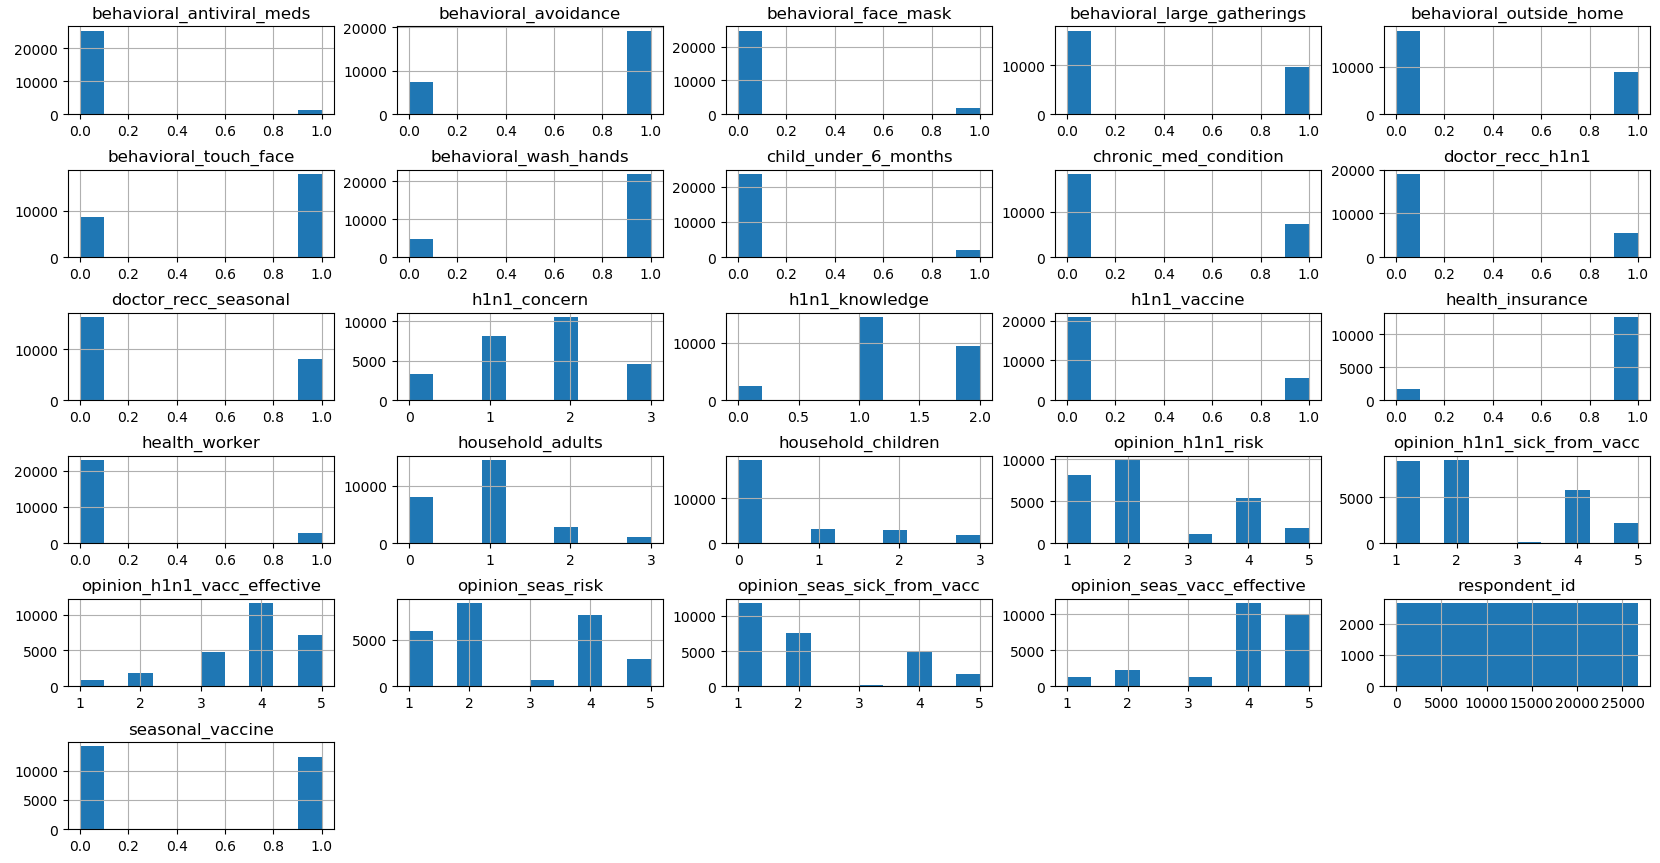 behavioral_antiviral_meds behavioral_avoidance behavioral_face_mask behavioral_large_gatherings behavioral_outside_home
20000 20000 20000 10000 10000
10000 10000 10000
0 0 0 0 0
0.0 0.2 0.4 0.6 0.8 1.0 0.0 0.2 0.4 0.6 0.8 1.0 0.0 0.2 0.4 0.6 0.8 1.0 0.0 0.2 0.4 0.6 0.8 1.0 0.0 0.2 0.4 0.6 0.8 1.0
behavioral_touch_face behavioral_wash_hands child_under_6_months chronic_med_condition doctor_recc_h1n1
10000 20000 20000 10000 20000
10000 10000 10000
0 0 0 0 0
0.0 0.2 0.4 0.6 0.8 1.0 0.0 0.2 0.4 0.6 0.8 1.0 0.0 0.2 0.4 0.6 0.8 1.0 0.0 0.2 0.4 0.6 0.8 1.0 0.0 0.2 0.4 0.6 0.8 1.0
doctor_recc_seasonal h1n1_concern h1n1_knowledge h1n1_vaccine health_insurance
10000 10000 10000 20000 10000
5000 10000 5000
0 0 0 0 0
0.0 0.2 0.4 0.6 0.8 1.0 0 1 2 3 0.0 0.5 1.0 1.5 2.0 0.0 0.2 0.4 0.6 0.8 1.0 0.0 0.2 0.4 0.6 0.8 1.0
health_worker household_adults household_children opinion_h1n1_risk opinion_h1n1_sick_from_vacc
20000 10000 10000 10000 5000
10000 5000
0 0 0 0 0
0.0 0.2 0.4 0.6 0.8 1.0 0 1 2 3 0 1 2 3 1 2 3 4 5 1 2 3 4 5
opinion_h1n1_vacc_effective opinion_seas_risk opinion_seas_sick_from_vacc opinion_seas_vacc_effective respondent_id
10000 5000 10000 10000 2000
5000 5000 5000 1000
0 0 0 0 0
1 2 3 4 5 1 2 3 4 5 1 2 3 4 5 1 2 3 4 5 0 5000 10000 15000 20000 25000
seasonal_vaccine
10000
5000
0
0.0 0.2 0.4 0.6 0.8 1.0